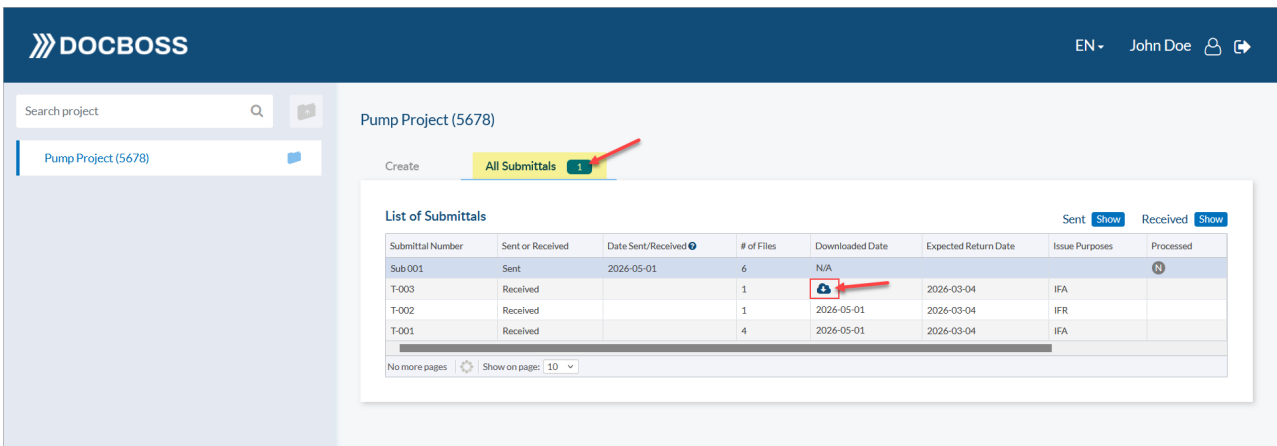 DOCBOSS
EN
John Doe
Search project
Pump Project (5678)
Pump Project (5678)
Create
All Submittals 1
List of Submittals
Sent Show Received Show
Submittal Number Sent or Received Date Sent/Received # of Files Downloaded Date Expected Return Date Issue Purposes Processed
Sub 001 Sent 2026-05-01 6 N/A N
T-003 Received 1 2026-03-04 IFA
T-002 Received 1 2026-05-01 2026-03-04 IFR
T-001 Received 4 2026-05-01 2026-03-04 IFA
No more pages Show on page: 10